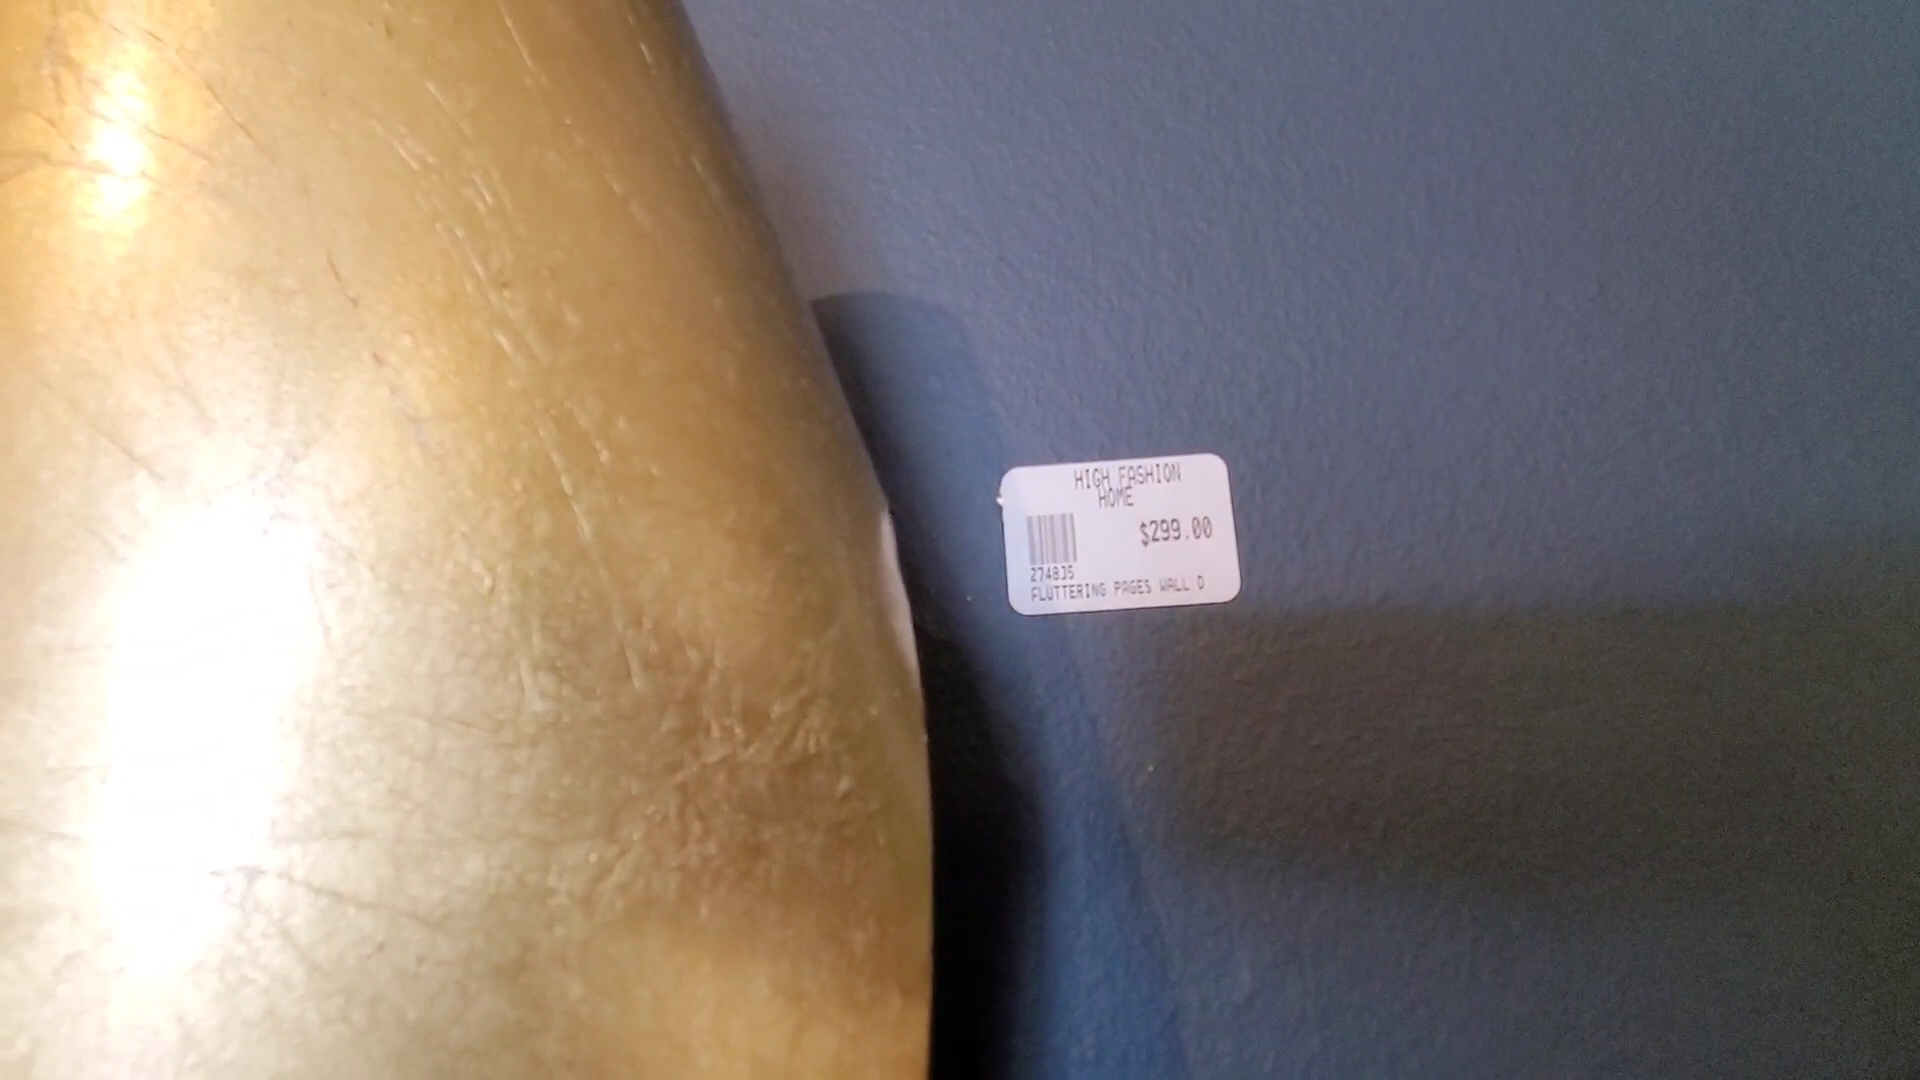 HIGH FASHION
HOME
$299.00
274835
FLUTTERING PAGES WALL D